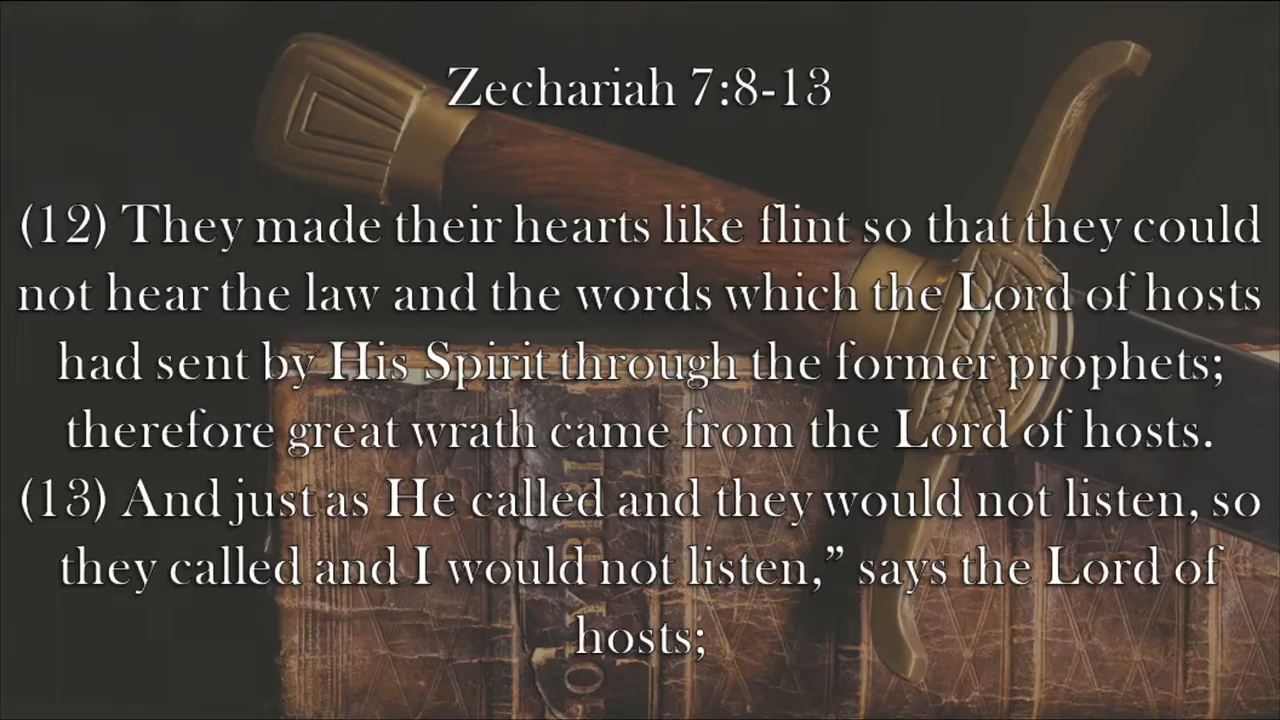 Zechariah 7:8-13
(12) They made their hearts like flint so that they could
not hear the law and the words which the Lord of hosts
had sent by His Spirit through the former prophets;
therefore great wrath came from the Lord of hosts.
(13) And just as He called and they would not listen, so
they called and I would not listen,” says the Lord of
hosts;